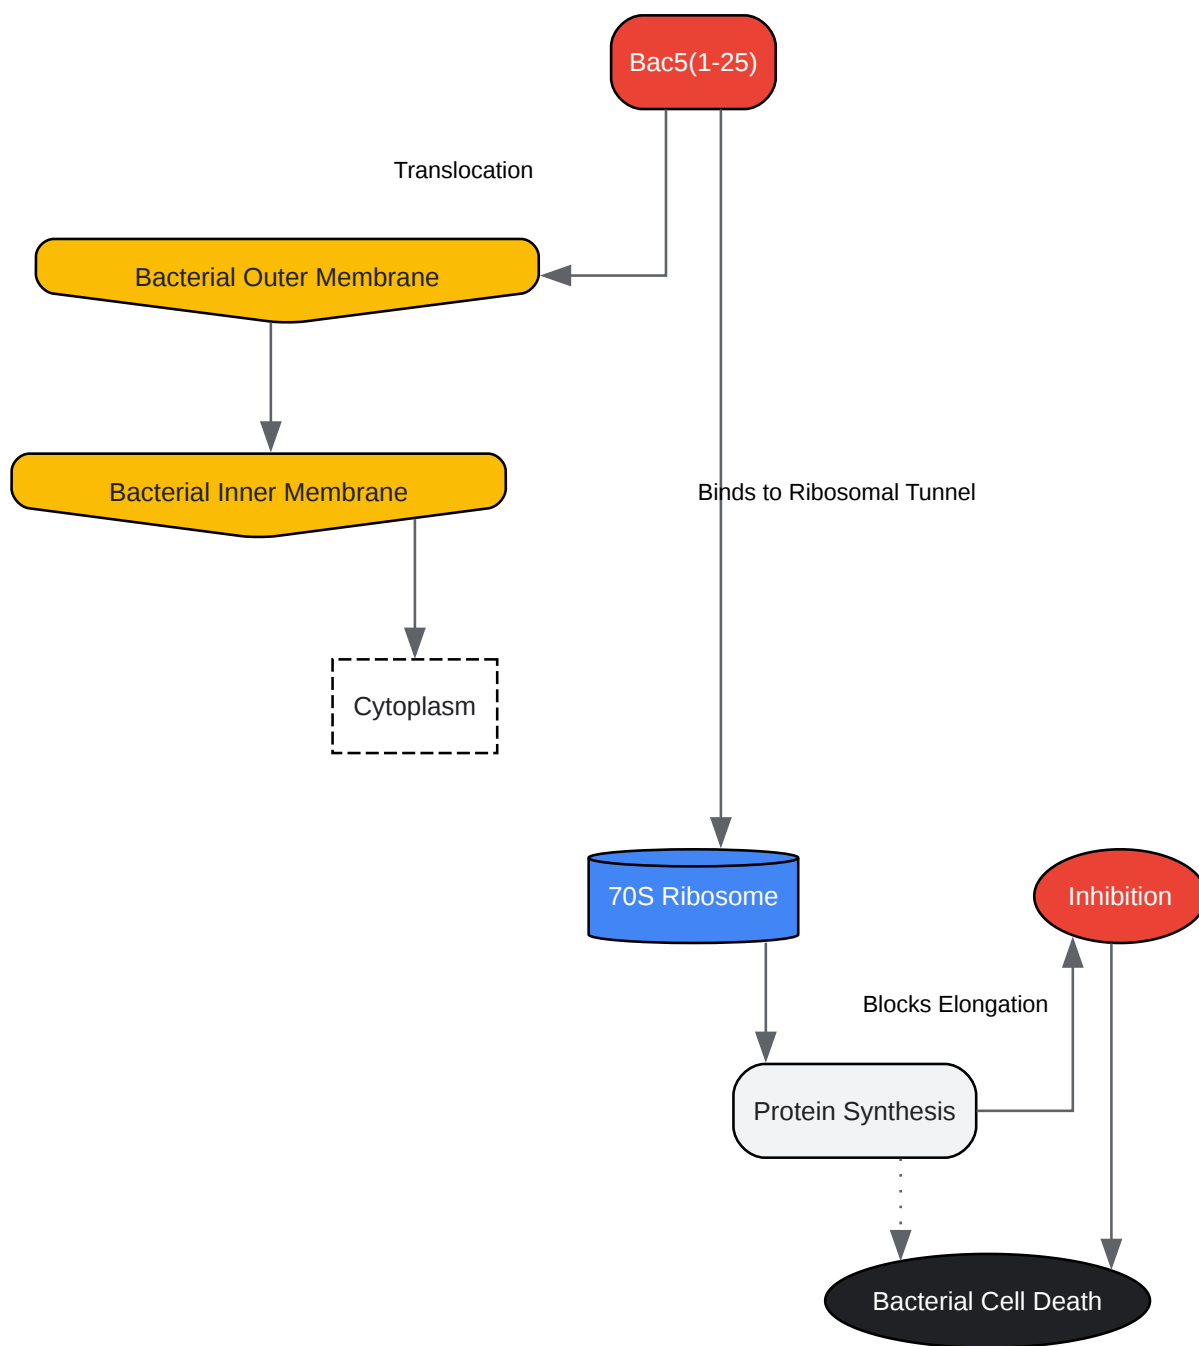 Bac5(1-25)
Translocation
Bacterial Outer Membrane
Bacterial Inner Membrane
Binds to Ribosomal Tunnel
Cytoplasm
70S Ribosome
Inhibition
Blocks Elongation
Protein Synthesis
Bacterial Cell Death